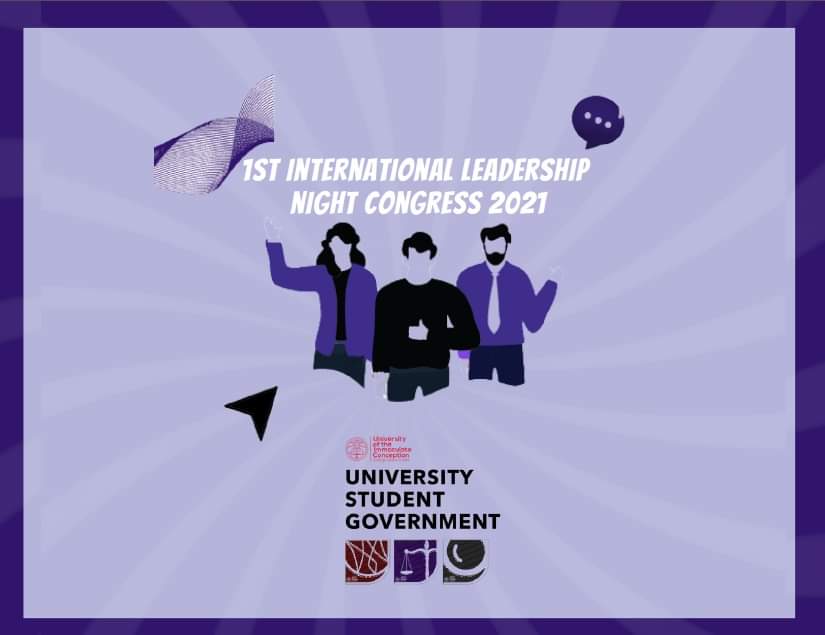 1ST INTERNATIONAL LEADERSHIP
NIGHT CONGRESS 2021
University
of the
Immaculate
Conception
UNIVERSITY
STUDENT
GOVERNMENT